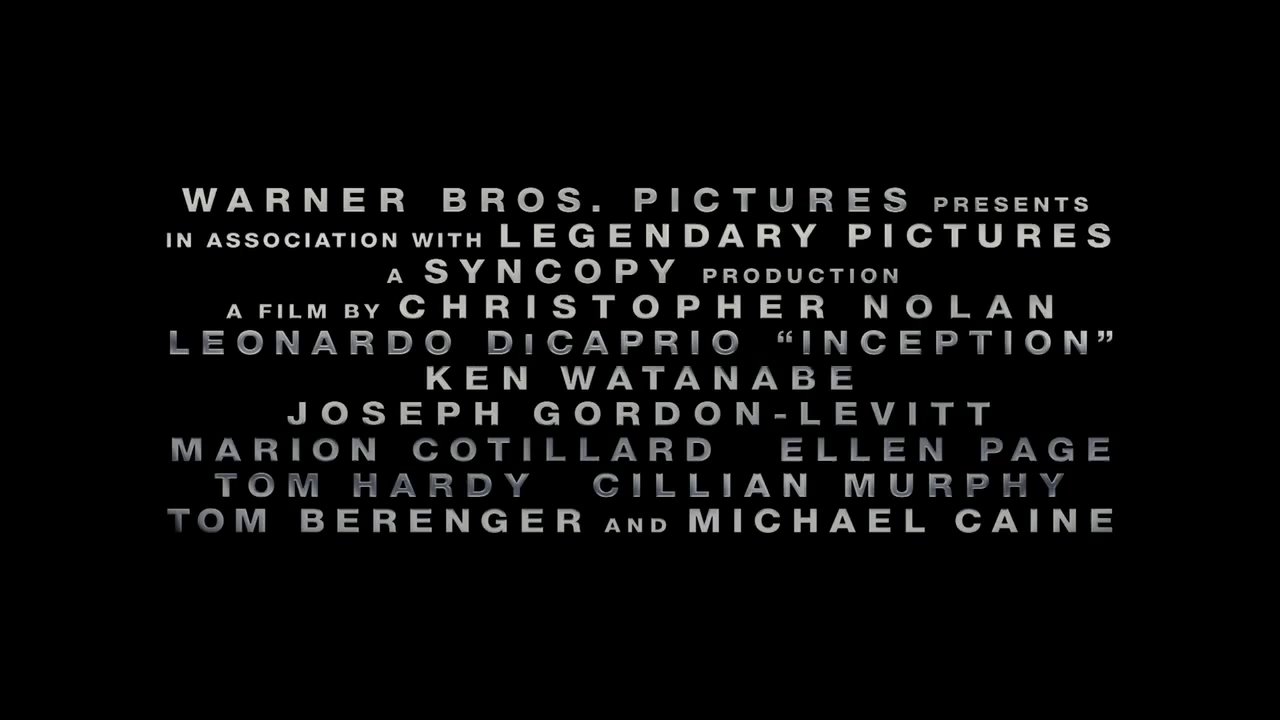 WARNER BROS. PICTURES PRESENTS
IN ASSOCIATION WITH LEGENDARY PICTURES
A SYNCOPY PRODUCTION
A FILM BY CHRISTOPHER NOLAN
LEONARDO DiCAPRIO “INCEPTION”
KEN WATANABE
JOSEPH GORDON-LEVITT
MARION COTILLARD ELLEN PAGE
TOM HARDY CILLIAN MURPHY
TOM BERENGER AND MICHAEL CAINE